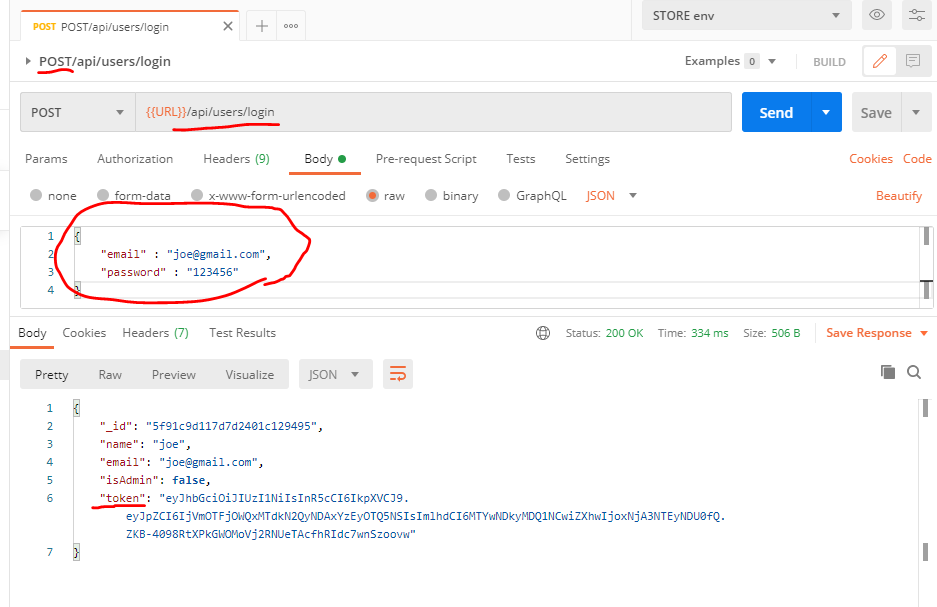 POST POST/api/users/login
STORE env
POST/api/users/login
Examples 0
BUILD
POST {{URL}}/api/users/login Send Save
Params Authorization Headers (9) Body Pre-request Script Tests Settings Cookies Code
none form-data x-www-form-urlencoded raw binary GraphQL JSON Beautify
1 {
2 "email" : "joe@gmail.com",
3 "password" : "123456"
4 }
Body Cookies Headers (7) Test Results Status: 200 OK Time: 334 ms Size: 506 B Save Response
Pretty Raw Preview Visualize JSON
1 {
2 "_id": "5f91c9d117d7d2401c129495",
3 "name": "joe",
4 "email": "joe@gmail.com",
5 "isAdmin": false,
6 "token": "eyJhbGciOiJIUzI1NiIsInR5cCI6IkpXVCJ9.
eyJpZCI6IjVmOTFjOWQxMTdkN2QyNDAxYzEyOTQ5NSIsImlhdCI6MTYwNDkyMDQ1NCwiZXhwIjoxNjA3NTEyNDU0fQ.
ZKB-4098RtXPkGWOMoVj2RNUeTAcfhRIdc7wnSzoovw"
7 }